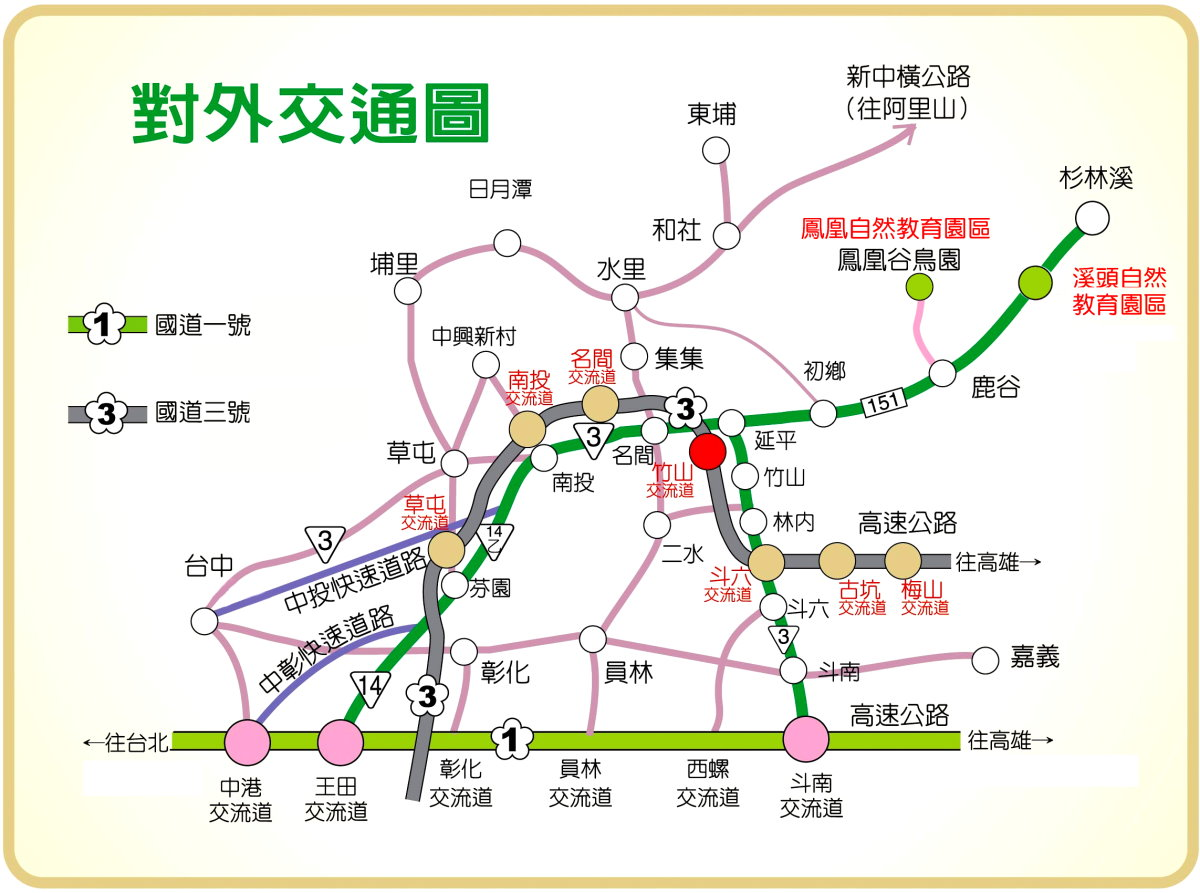 新中橫公路
（往阿里山）
對外交通圖
東埔
杉林溪
日月潭
和社
鳳凰自然教育園區
鳳凰谷鳥園
埔里
水里
溪頭自然
教育園區
1
國道一號
中興新村
名間
交流道
集集
初鄉
南投
交流道
鹿谷
3
國道三號
3
151
3
延平
草屯
名間
南投
竹山
交流道
竹山
草屯
交流道
林內
高速公路
14乙
3
二水
台中
中投快速道路
往高雄→
芬園
斗六
交流道
古坑
交流道
梅山
交流道
斗六
3
中彰快速道路
彰化
員林
斗南
嘉義
14
3
高速公路
←往台北
1
往高雄→
中港
交流道
王田
交流道
彰化
交流道
員林
交流道
西螺
交流道
斗南
交流道